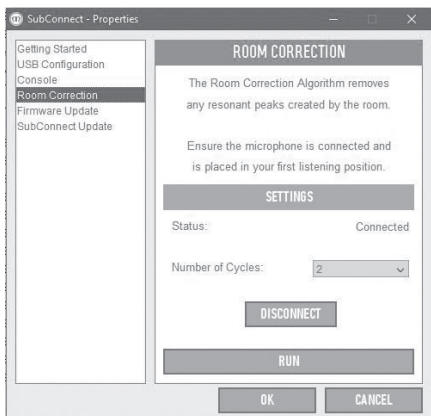 SubConnect - Properties
Getting Started
USB Configuration
Console
Room Correction
Firmware Update
SubConnect Update
ROOM CORRECTION
The Room Correction Algorithm removes
any resonant peaks created by the room.
Ensure the microphone is connected and
is placed in your first listening position.
SETTINGS
Status: Connected
Number of Cycles: 2
DISCONNECT
RUN
OK CANCEL